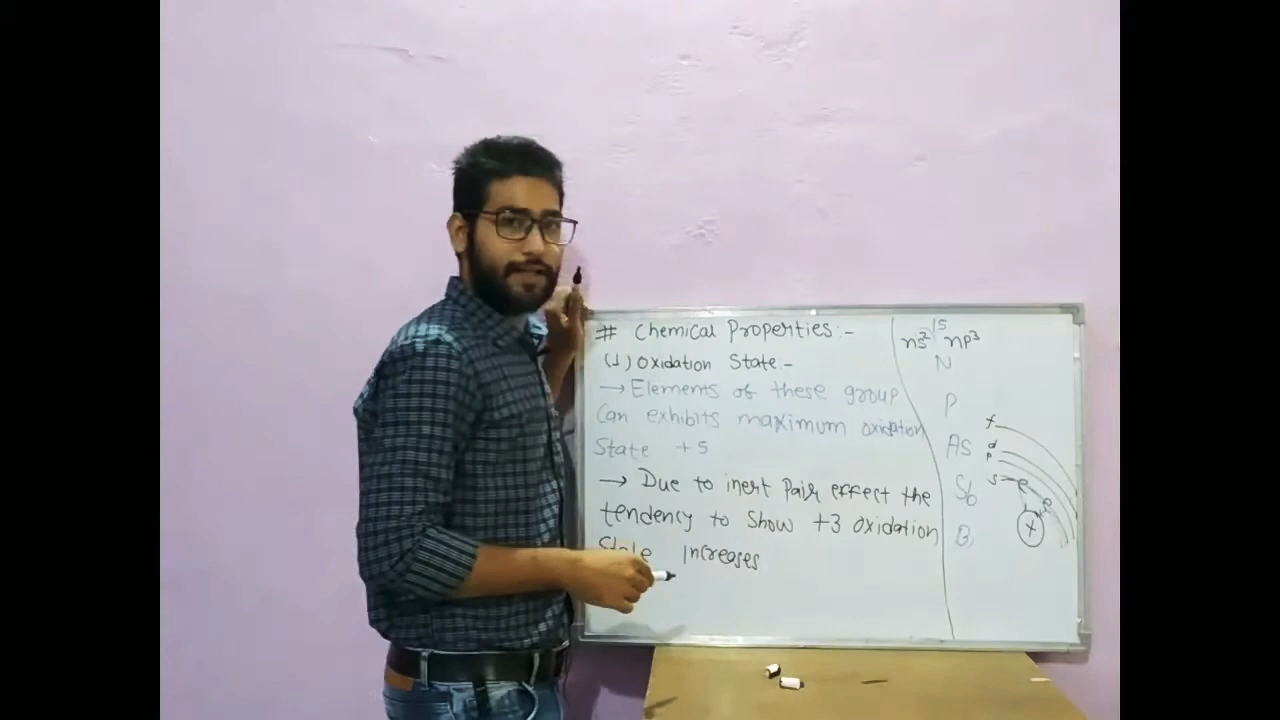 # Chemical Properties:-
(1) Oxidation State:-
→ Elements of these group
Can exhibits maximum oxidation
State +5
→ Due to inert pair effect the
tendency to show +3 oxidation
State increases
15
ns² np³
N
P
As
Sb
f
d
p
s
e
e
X